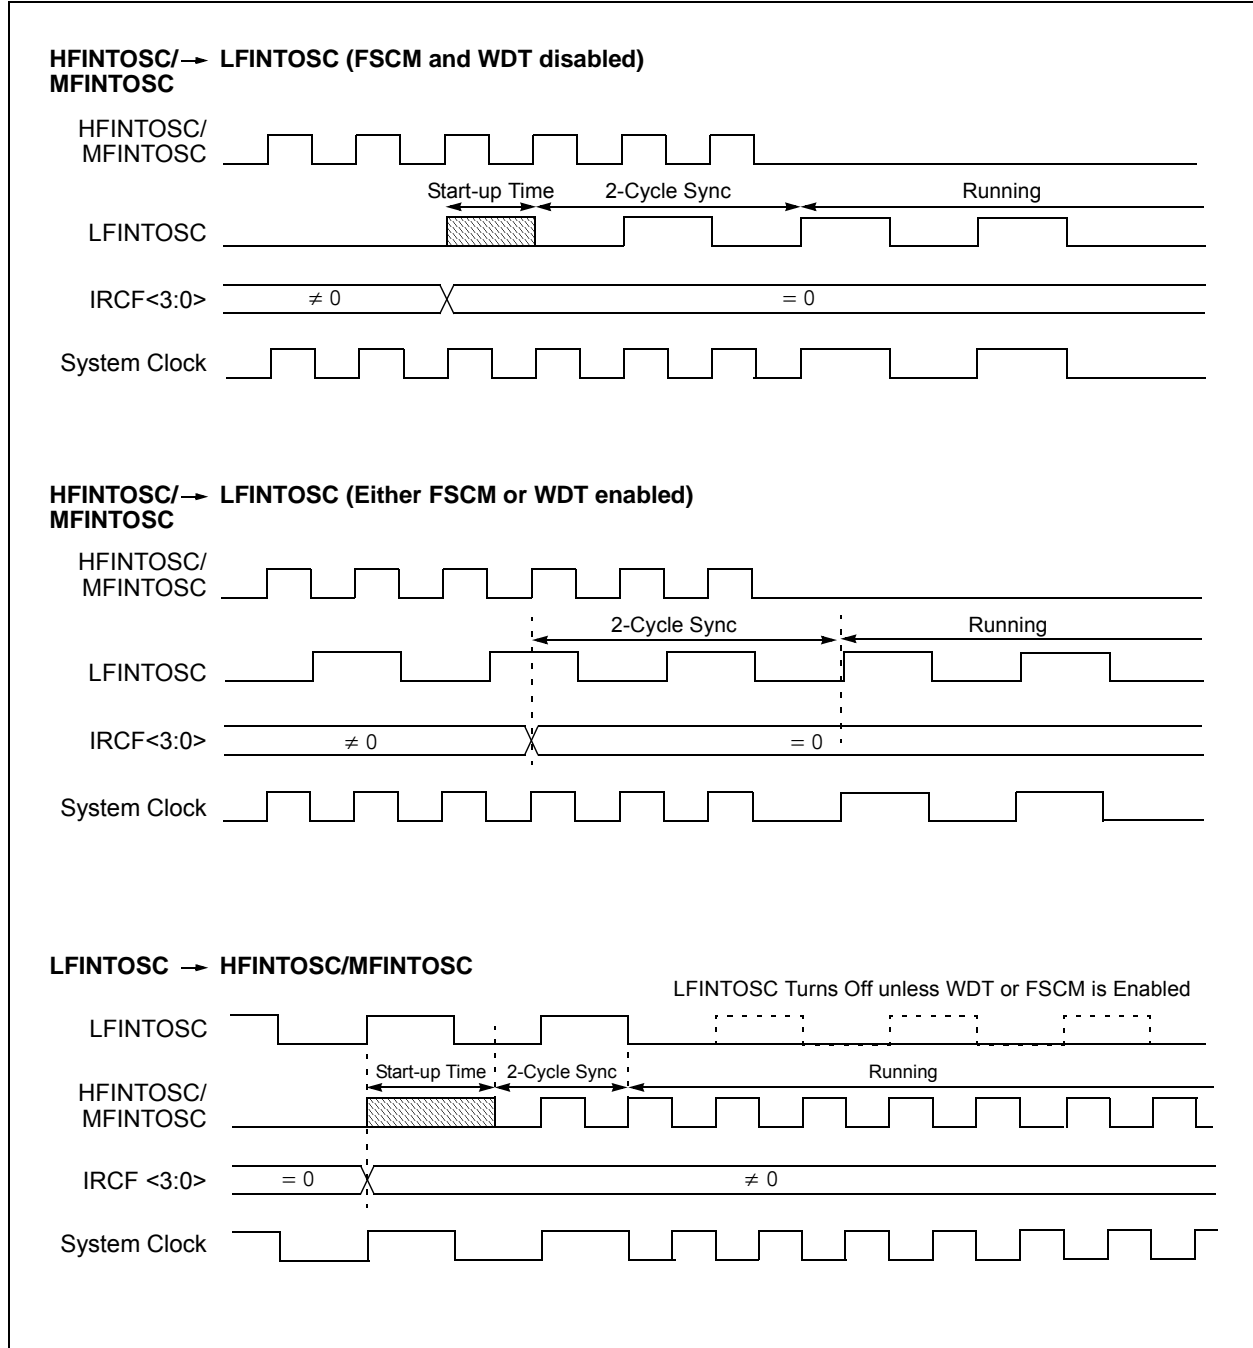 HFINTOSC/→ LFINTOSC (FSCM and WDT disabled)
MFINTOSC
HFINTOSC/
MFINTOSC
Start-up Time 2-Cycle Sync Running
LFINTOSC
IRCF<3:0> ≠ 0 = 0
System Clock
HFINTOSC/→ LFINTOSC (Either FSCM or WDT enabled)
MFINTOSC
HFINTOSC/
MFINTOSC
2-Cycle Sync Running
LFINTOSC
IRCF<3:0> ≠ 0 = 0
System Clock
LFINTOSC → HFINTOSC/MFINTOSC
LFINTOSC Turns Off unless WDT or FSCM is Enabled
LFINTOSC
Start-up Time 2-Cycle Sync Running
HFINTOSC/
MFINTOSC
IRCF <3:0> = 0 ≠ 0
System Clock